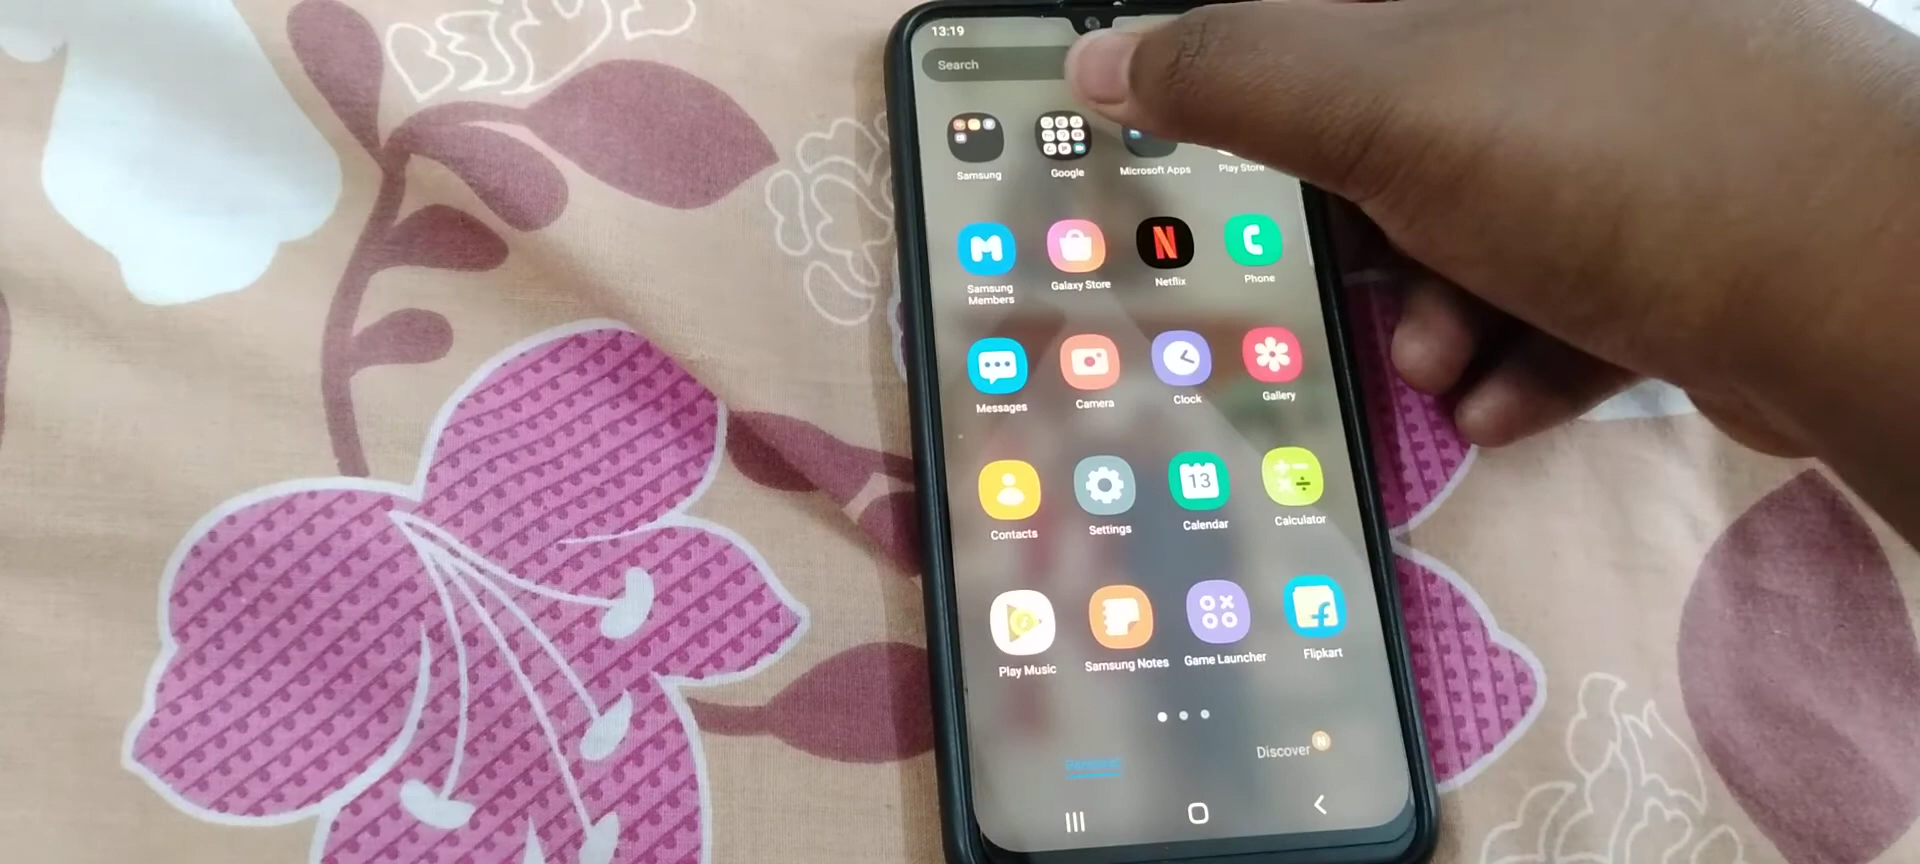 13:19
Search
Samsung
Google
Microsoft Apps
Play Store
Samsung
Members
Galaxy Store
N
Netflix
Phone
Messages
Camera
Clock
Gallery
Contacts
Settings
13
Calendar
Calculator
Play Music
Samsung Notes
Game Launcher
Flipkart
Personal
Discover
N